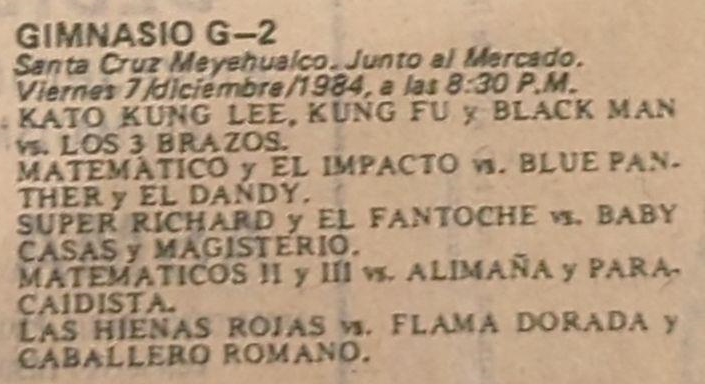 GIMNASIO G-2
Santa Cruz Meyehualco. Junto al Mercado.
Viernes 7/diciembre/1984, a las 8:30 P.M.
KATO KUNG LEE, KUNG FU y BLACK MAN
vs. LOS 3 BRAZOS.
MATEMATICO y EL IMPACTO vs. BLUE PAN-
THER y EL DANDY.
SUPER RICHARD y EL FANTOCHE vs. BABY
CASAS y MAGISTERIO.
MATEMATICOS II y III vs. ALIMAÑA y PARA-
CAIDISTA.
LAS HIENAS ROJAS vs. FLAMA DORADA y
CABALLERO ROMANO.